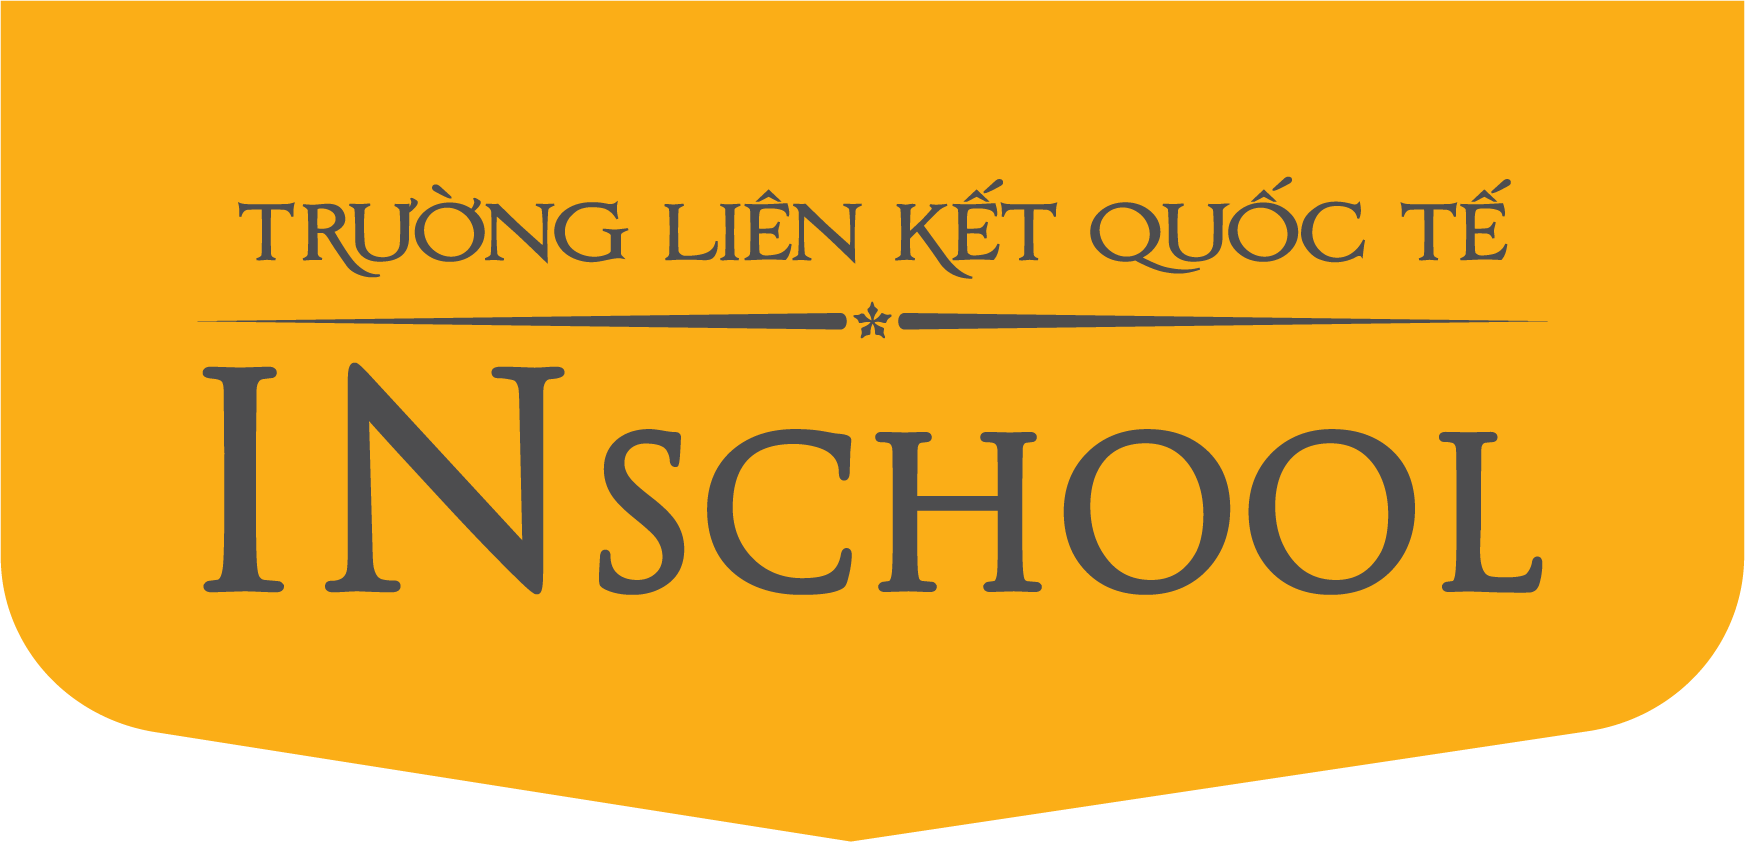 TRƯỜNG LIÊN KẾT QUỐC TẾ
INSCHOOL